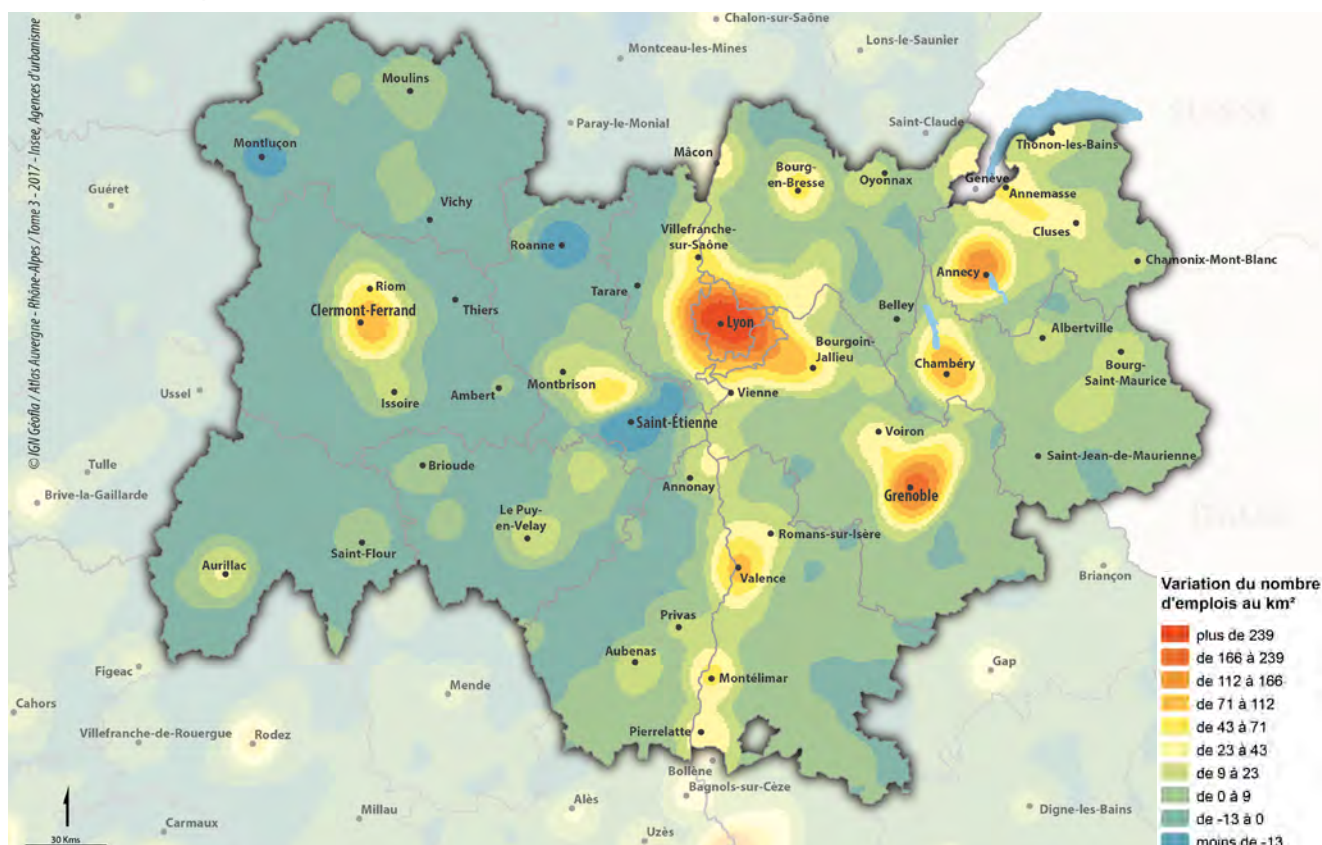 © IGN Géofla / Atlas Auvergne - Rhône-Alpes / Tome 3 - 2017 - Insee, Agences d'urbanisme
Chalon-sur-Saône
Lons-le-Saunier
Montceau-les-Mines
Moulins
SUISSE
Paray-le-Monial
Saint-Claude
Montluçon
Thonon-les-Bains
Mâcon
Bourg-
en-Bresse
Oyonnax
Genève
Annemasse
Guéret
Vichy
Cluses
Roanne
Villefranche-
sur-Saône
Chamonix-Mont-Blanc
Annecy
Riom
Tarare
Thiers
Belley
Clermont-Ferrand
Lyon
Albertville
Bourgoin-
Jallieu
Bourg-
Saint-Maurice
Chambéry
Montbrison
Ussel
Issoire
Ambert
Vienne
Saint-Étienne
Voiron
Saint-Jean-de-Maurienne
Tulle
Brioude
Brive-la-Gaillarde
Annonay
Grenoble
Le Puy-
en-Velay
ITALIE
Romans-sur-Isère
Saint-Flour
Aurillac
Valence
Briançon
Privas
Aubenas
Figeac
Gap
Montélimar
Mende
Cahors
Villefranche-de-Rouergue
Rodez
Pierrelatte
Bollène
Bagnols-sur-Cèze
Alès
Millau
Digne-les-Bains
Carmaux
Uzès
30 Kms
Variation du nombre
d'emplois au km²
plus de 239
de 166 à 239
de 112 à 166
de 71 à 112
de 43 à 71
de 23 à 43
de 9 à 23
de 0 à 9
de -13 à 0
moins de -13